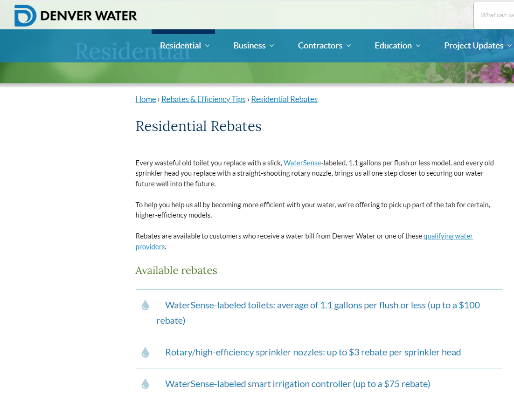 DENVER WATER
What can
Residential
Residential
Business
Contractors
Education
Project Updates
Home › Rebates & Efficiency Tips › Residential Rebates
Residential Rebates
Every wasteful old toilet you replace with a slick, WaterSense-labeled, 1.1 gallons per flush or less model, and every old
sprinkler head you replace with a straight-shooting rotary nozzle, brings us all one step closer to securing our water
future well into the future.
To help you help us all by becoming more efficient with your water, we're offering to pick up part of the tab for certain,
higher-efficiency models.
Rebates are available to customers who receive a water bill from Denver Water or one of these qualifying water
providers.
Available rebates
WaterSense-labeled toilets: average of 1.1 gallons per flush or less (up to a $100
rebate)
Rotary/high-efficiency sprinkler nozzles: up to $3 rebate per sprinkler head
WaterSense-labeled smart irrigation controller (up to a $75 rebate)